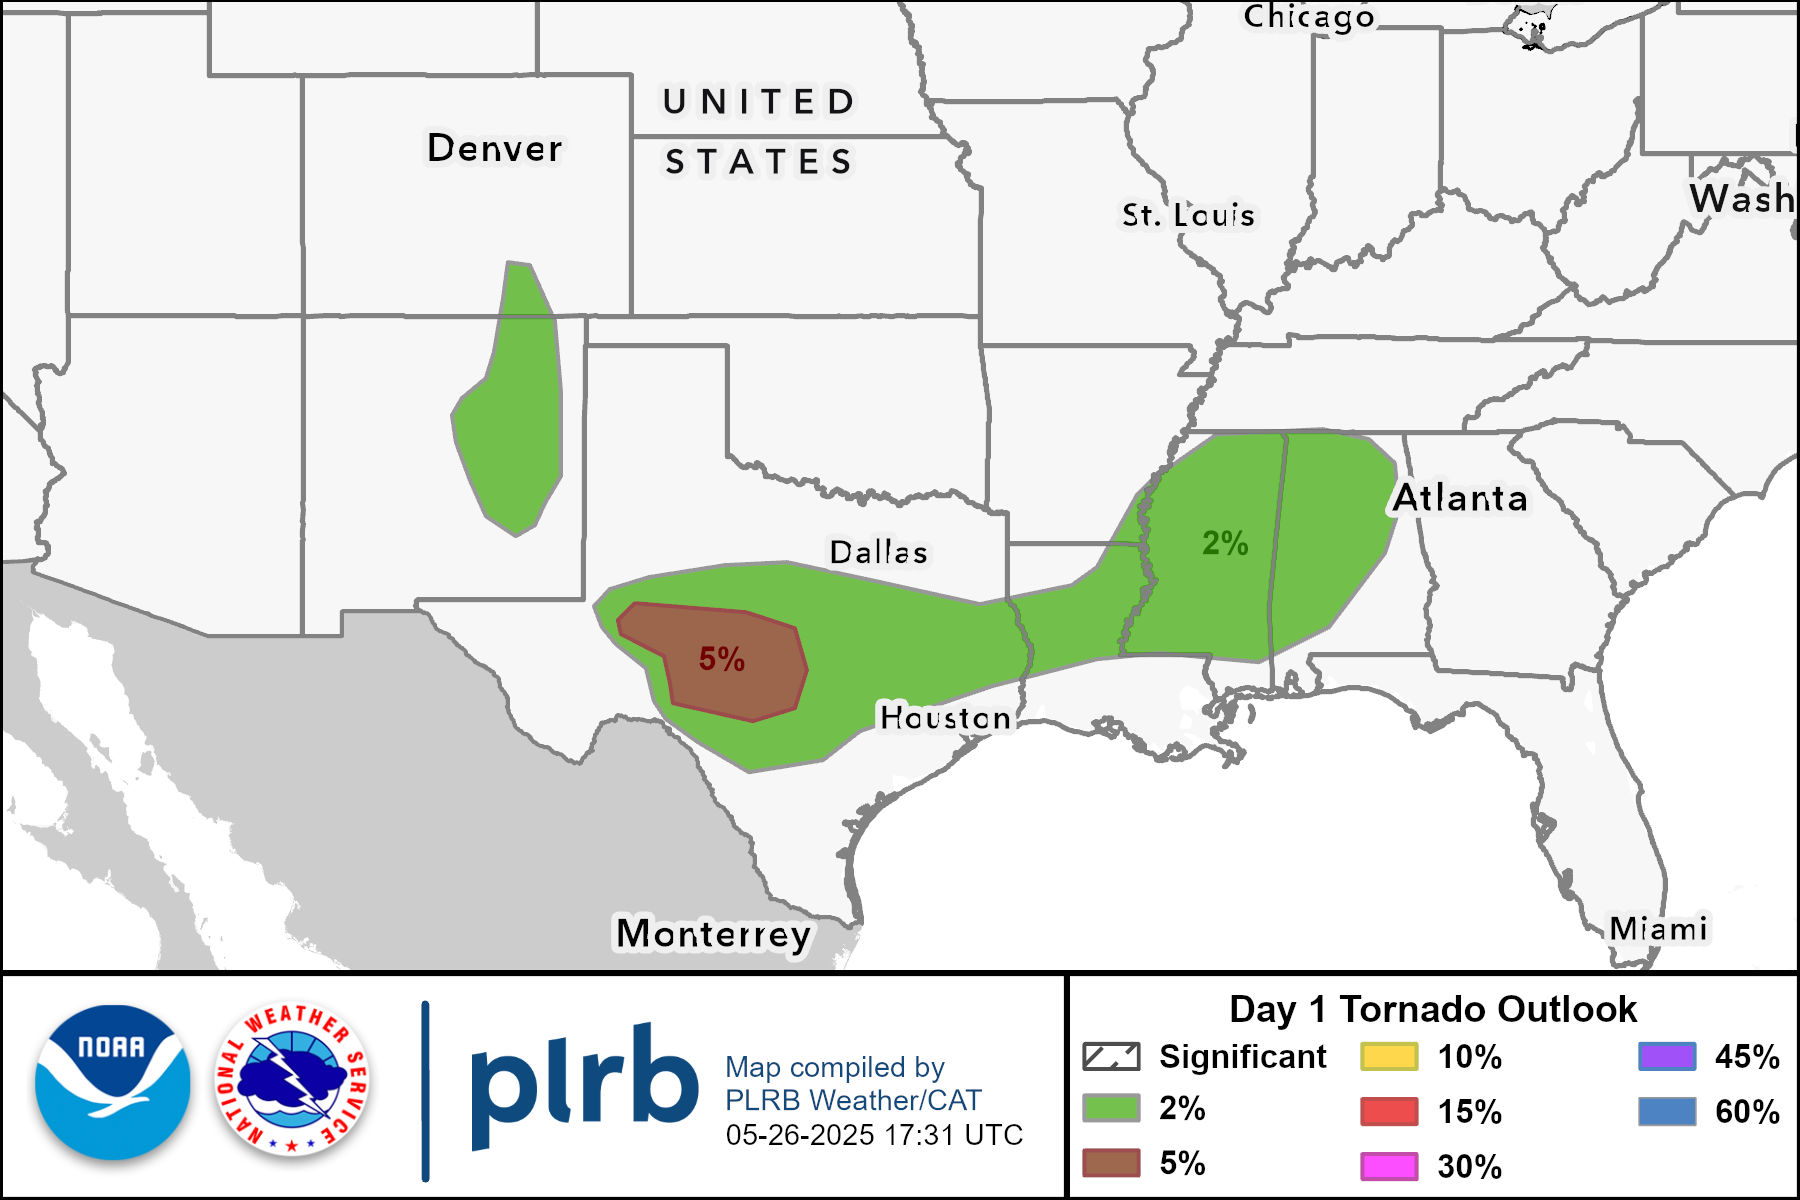 Chicago
UNITED
STATES
Denver
St. Louis
Wash
Atlanta
2%
Dallas
5%
Houston
Monterrey
Miami
NOAA
NATIONAL WEATHER SERVICE
plrb
Map compiled by
PLRB Weather/CAT
05-26-2025 17:31 UTC
Day 1 Tornado Outlook
Significant
2%
5%
10%
15%
30%
45%
60%